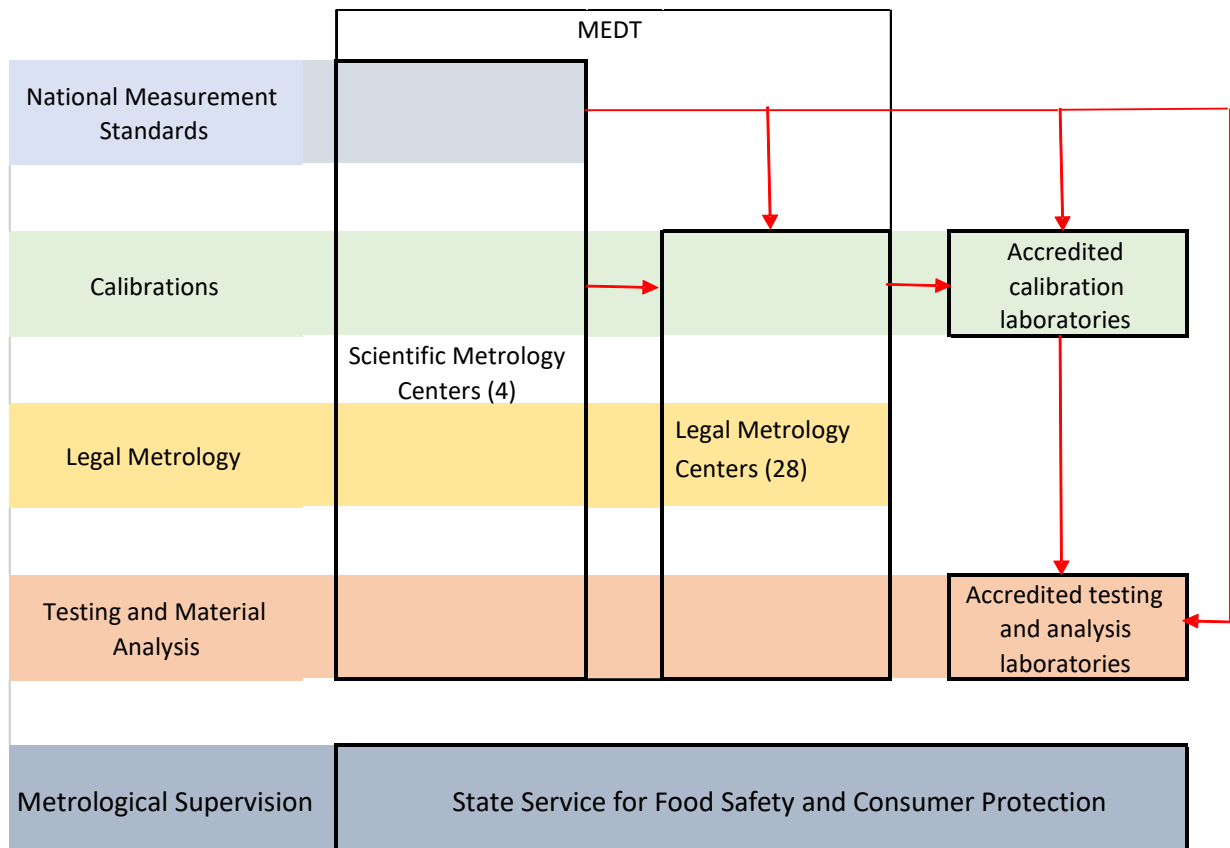 MEDT
National Measurement
Standards
Calibrations
Accredited
calibration
laboratories
Scientific Metrology
Centers (4)
Legal Metrology
Legal Metrology
Centers (28)
Testing and Material
Analysis
Accredited testing
and analysis
laboratories
Metrological Supervision
State Service for Food Safety and Consumer Protection